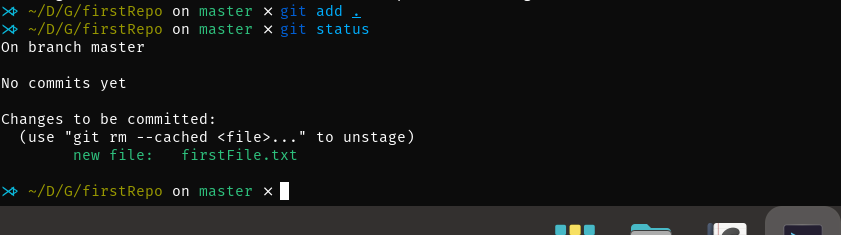 ⋊> ~/D/G/firstRepo on master ⨯ git add .
⋊> ~/D/G/firstRepo on master ⨯ git status
On branch master
No commits yet
Changes to be committed:
(use "git rm --cached <file>..." to unstage)
new file: firstFile.txt
⋊> ~/D/G/firstRepo on master ⨯